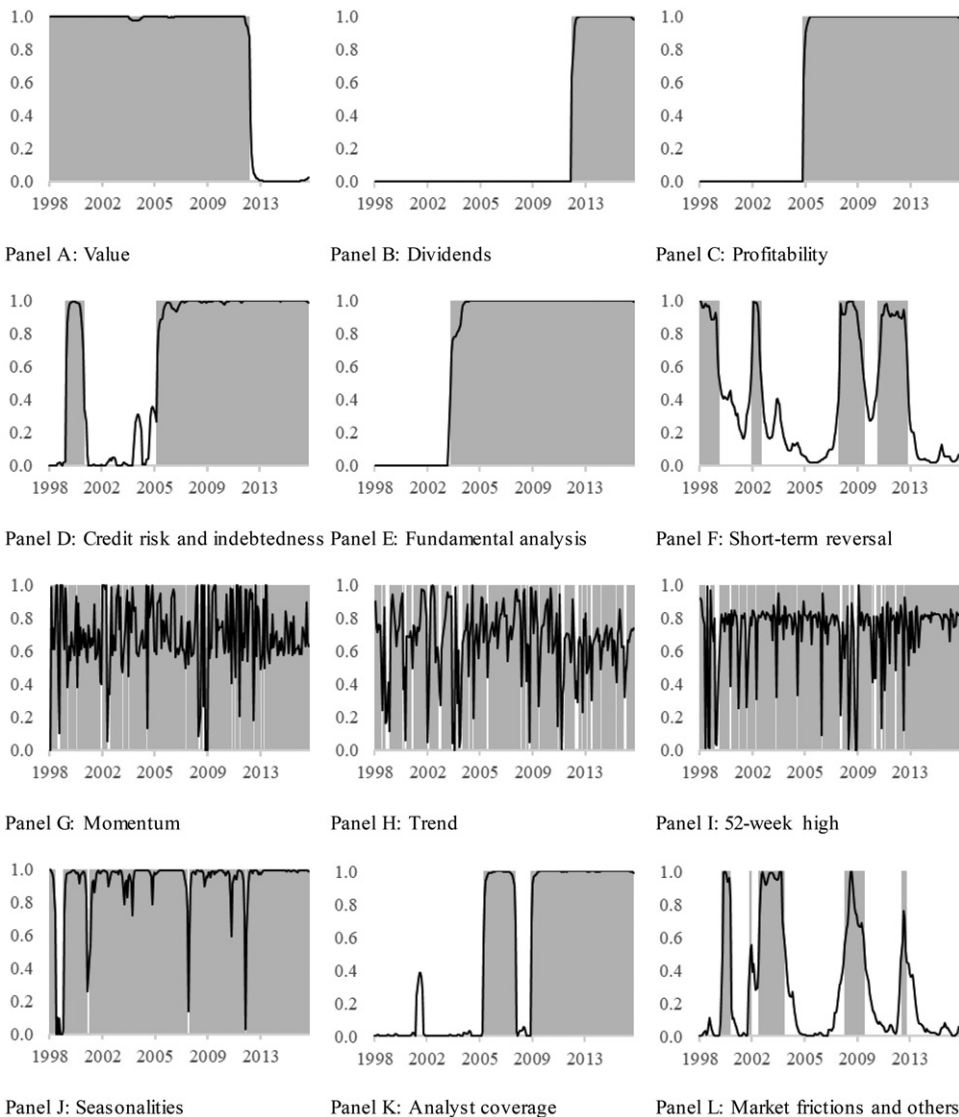 1.0 1.0 1.0
0.8 0.8 0.8
0.6 0.6 0.6
0.4 0.4 0.4
0.2 0.2 0.2
0.0 0.0 0.0
1998 2002 2005 2009 2013 1998 2002 2005 2009 2013 1998 2002 2005 2009 2013
Panel A: Value Panel B: Dividends Panel C: Profitability
1.0 1.0 1.0
0.8 0.8 0.8
0.6 0.6 0.6
0.4 0.4 0.4
0.2 0.2 0.2
0.0 0.0 0.0
1998 2002 2005 2009 2013 1998 2002 2005 2009 2013 1998 2002 2005 2009 2013
Panel D: Credit risk and indebtedness Panel E: Fundamental analysis Panel F: Short-term reversal
1.0 1.0 1.0
0.8 0.8 0.8
0.6 0.6 0.6
0.4 0.4 0.4
0.2 0.2 0.2
0.0 0.0 0.0
1998 2002 2005 2009 2013 1998 2002 2005 2009 2013 1998 2002 2005 2009 2013
Panel G: Momentum Panel H: Trend Panel I: 52-week high
1.0 1.0 1.0
0.8 0.8 0.8
0.6 0.6 0.6
0.4 0.4 0.4
0.2 0.2 0.2
0.0 0.0 0.0
1998 2002 2005 2009 2013 1998 2002 2005 2009 2013 1998 2002 2005 2009 2013
Panel J: Seasonalities Panel K: Analyst coverage Panel L: Market frictions and others